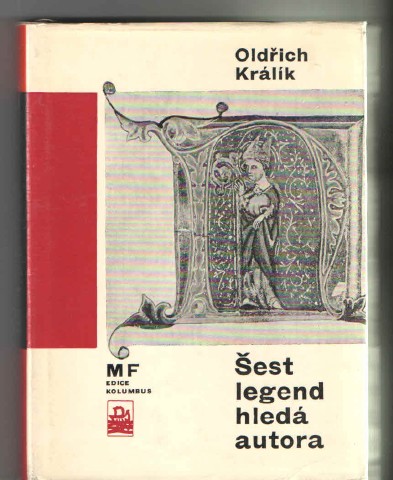 Oldřich
Králík
MF
EDICE
KOLUMBUS
Šest
legend
hledá
autora